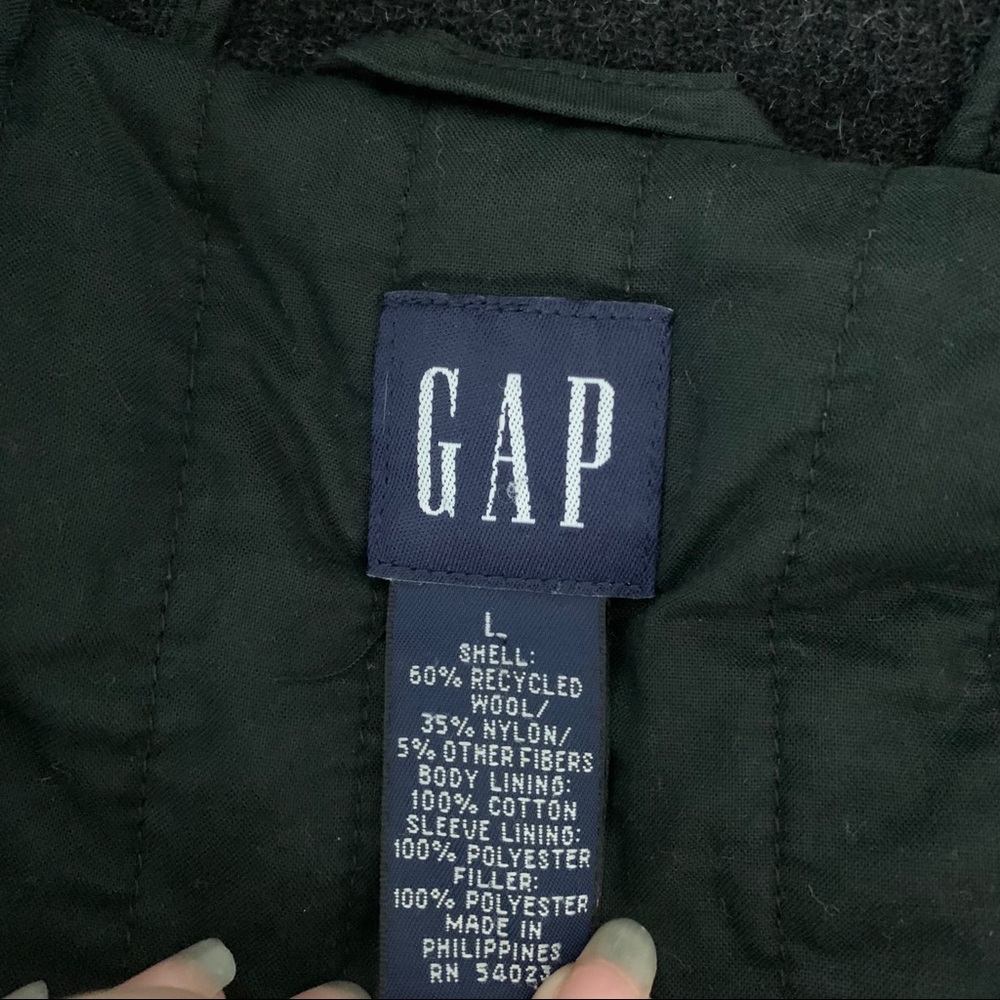 GAP
L
SHELL:
60% RECYCLED
WOOL/
35% NYLON/
5% OTHER FIBERS
BODY LINING:
100% COTTON
SLEEVE LINING:
100% POLYESTER
FILLER:
100% POLYESTER
MADE IN
PHILIPPINES
RN 54023